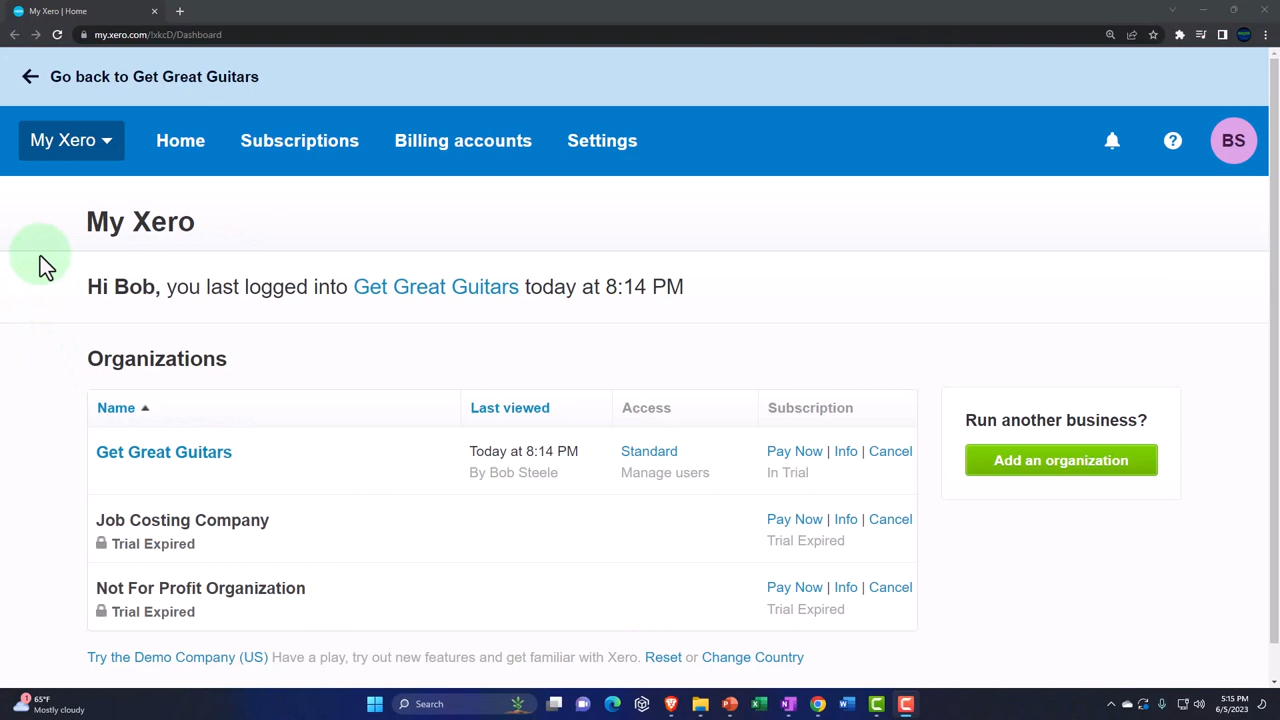 My Xero | Home
my.xero.com/!xkcD/Dashboard
Go back to Get Great Guitars
My Xero Home Subscriptions Billing accounts Settings ? BS
My Xero
Hi Bob, you last logged into Get Great Guitars today at 8:14 PM
Organizations
Name Last viewed Access Subscription
Get Great Guitars Today at 8:14 PM Standard Pay Now | Info | Cancel
By Bob Steele Manage users In Trial
Job Costing Company Pay Now | Info | Cancel
Trial Expired Trial Expired
Not For Profit Organization Pay Now | Info | Cancel
Trial Expired Trial Expired
Run another business?
Add an organization
Try the Demo Company (US) Have a play, try out new features and get familiar with Xero. Reset or Change Country
1 65°F
Mostly cloudy
Search
5:15 PM
6/5/2023